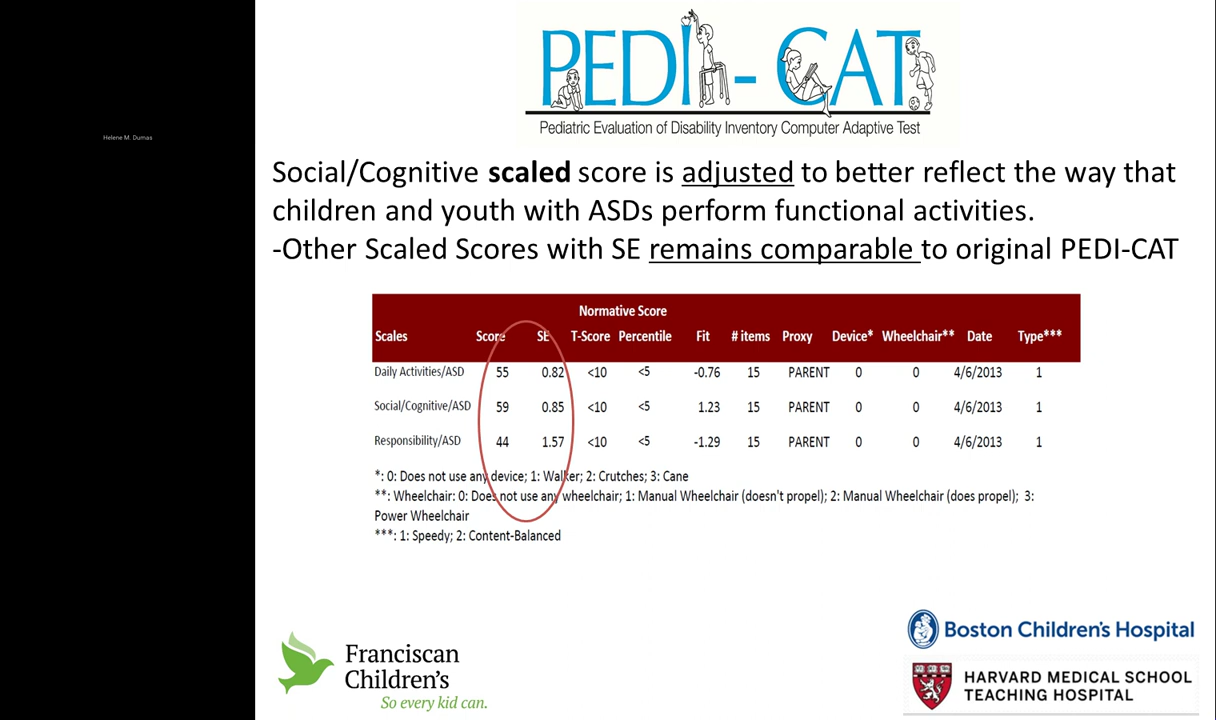 PEDI-CAT
Pediatric Evaluation of Disability Inventory Computer Adaptive Test
Helene M. Dumas
Social/Cognitive scaled score is adjusted to better reflect the way that
children and youth with ASDs perform functional activities.
-Other Scaled Scores with SE remains comparable to original PEDI-CAT
Normative Score
Scales Score SE T-Score Percentile Fit # items Proxy Device* Wheelchair** Date Type***
Daily Activities/ASD 55 0.82 <10 <5 -0.76 15 PARENT 0 0 4/6/2013 1
Social/Cognitive/ASD 59 0.85 <10 <5 1.23 15 PARENT 0 0 4/6/2013 1
Responsibility/ASD 44 1.57 <10 <5 -1.29 15 PARENT 0 0 4/6/2013 1
*: 0: Does not use any device; 1: Walker; 2: Crutches; 3: Cane
**: Wheelchair: 0: Does not use any wheelchair; 1: Manual Wheelchair (doesn't propel); 2: Manual Wheelchair (does propel); 3:
Power Wheelchair
***: 1: Speedy; 2: Content-Balanced
Franciscan
Children's
So every kid can.
Boston Children's Hospital
HARVARD MEDICAL SCHOOL
TEACHING HOSPITAL